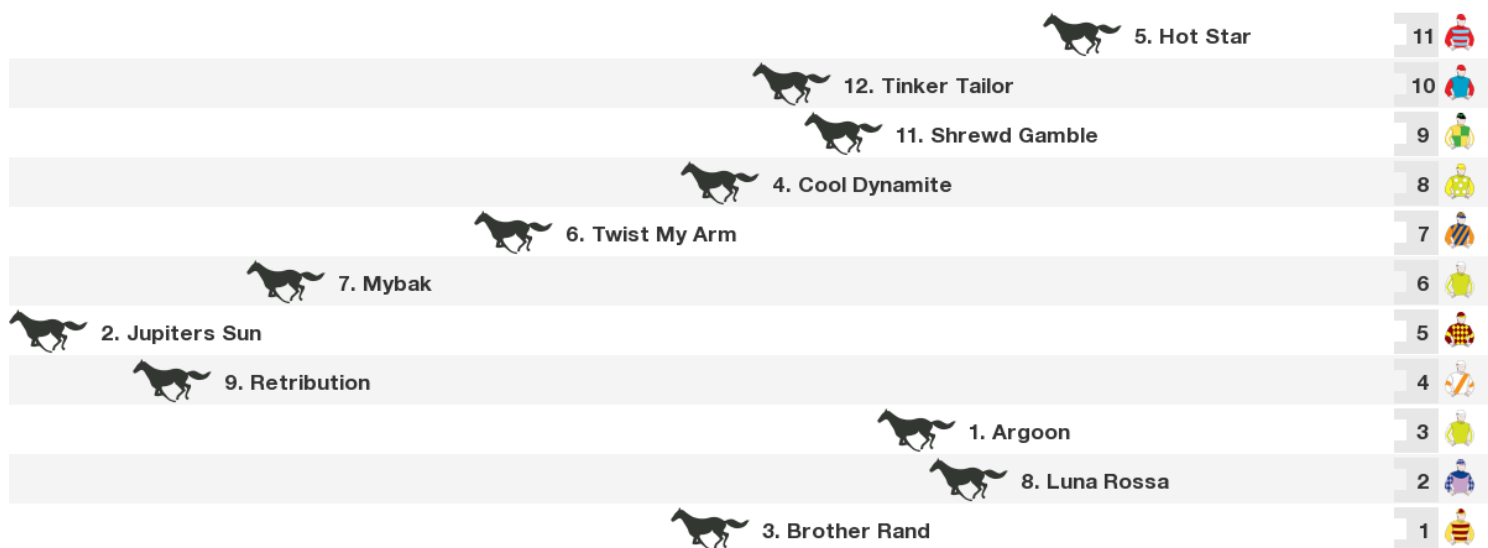 5. Hot Star 11
12. Tinker Tailor 10
11. Shrewd Gamble 9
4. Cool Dynamite 8
6. Twist My Arm 7
7. Mybak 6
2. Jupiters Sun 5
9. Retribution 4
1. Argoon 3
8. Luna Rossa 2
3. Brother Rand 1